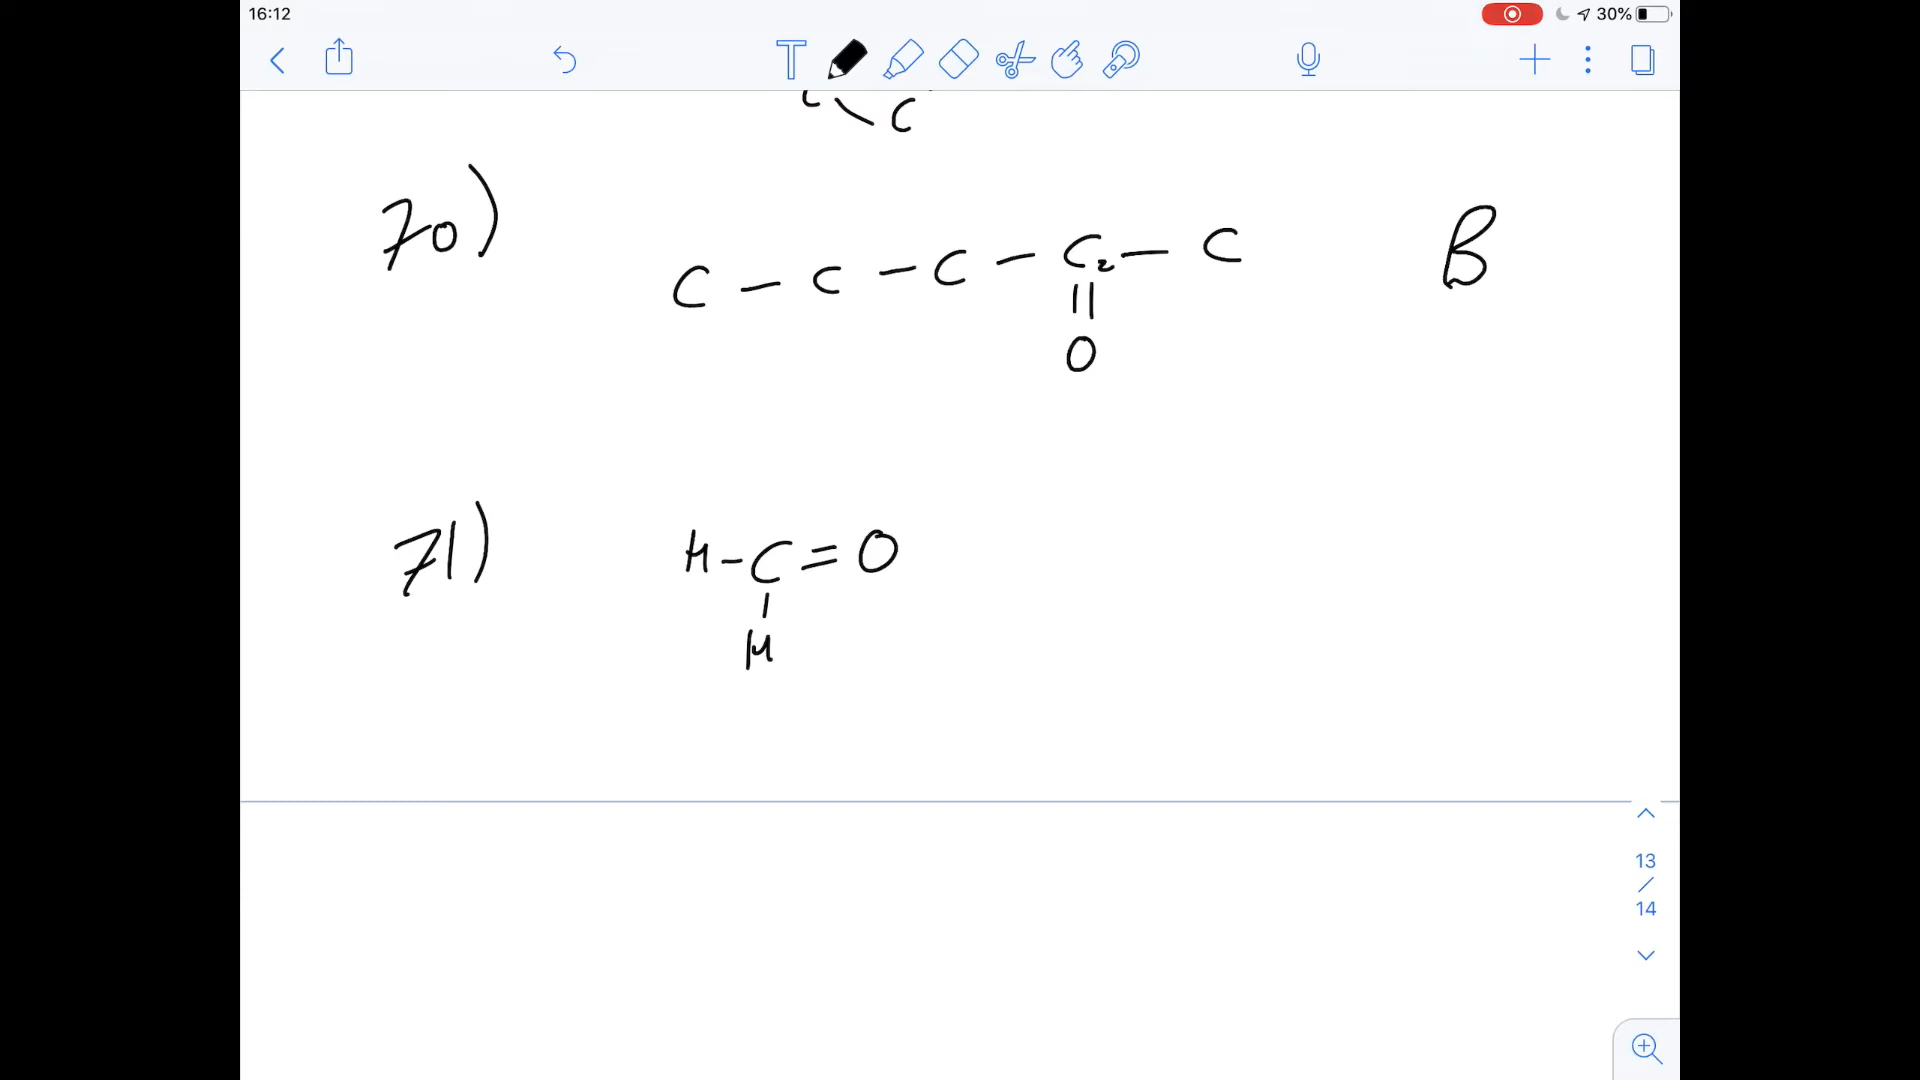 16:12
30%
T
C
C
70)
C - C - C - C₂ - C
B
||
O
71)
H - C = O
|
H
13
/
14